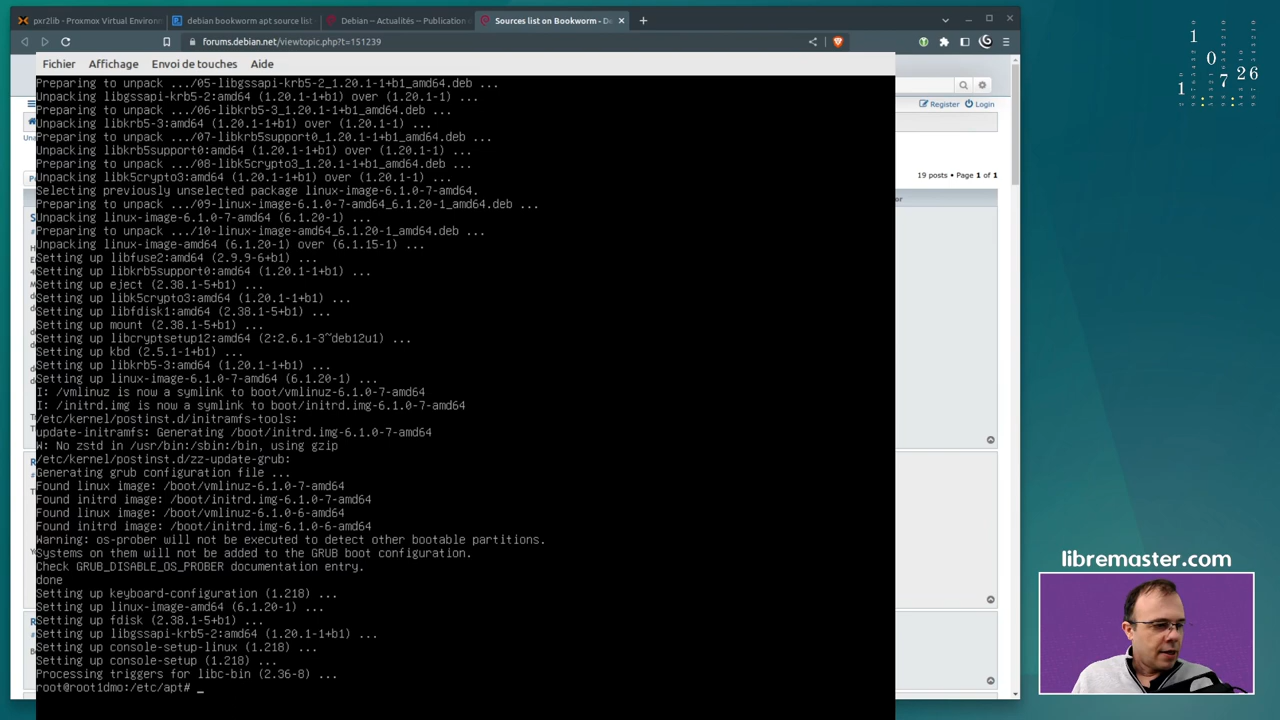 pxr2lib - Proxmox Virtual Environ
debian bookworm apt source list
Debian -- Actualités -- Publication
Sources list on Bookworm - De
forums.debian.net/viewtopic.php?t=151239
Fichier Affichage Envoi de touches Aide
Register Login
19 posts • Page 1 of 1
Preparing to unpack .../05-libgssapi-krb5-2_1.20.1-1+b1_amd64.deb ...
Unpacking libgssapi-krb5-2:amd64 (1.20.1-1+b1) over (1.20.1-1) ...
Preparing to unpack .../06-libkrb5-3_1.20.1-1+b1_amd64.deb ...
Unpacking libkrb5-3:amd64 (1.20.1-1+b1) over (1.20.1-1) ...
Preparing to unpack .../07-libkrb5support0_1.20.1-1+b1_amd64.deb ...
Unpacking libkrb5support0:amd64 (1.20.1-1+b1) over (1.20.1-1) ...
Preparing to unpack .../08-libk5crypto3_1.20.1-1+b1_amd64.deb ...
Unpacking libk5crypto3:amd64 (1.20.1-1+b1) over (1.20.1-1) ...
Selecting previously unselected package linux-image-6.1.0-7-amd64.
Preparing to unpack .../09-linux-image-6.1.0-7-amd64_6.1.20-1_amd64.deb ...
Unpacking linux-image-6.1.0-7-amd64 (6.1.20-1) ...
Preparing to unpack .../10-linux-image-amd64_6.1.20-1_amd64.deb ...
Unpacking linux-image-amd64 (6.1.20-1) over (6.1.15-1) ...
Setting up libfuse2:amd64 (2.9.9-6+b1) ...
Setting up libkrb5support0:amd64 (1.20.1-1+b1) ...
Setting up eject (2.38.1-5+b1) ...
Setting up libk5crypto3:amd64 (1.20.1-1+b1) ...
Setting up libfdisk1:amd64 (2.38.1-5+b1) ...
Setting up mount (2.38.1-5+b1) ...
Setting up libcryptsetup12:amd64 (2:2.6.1-3~deb12u1) ...
Setting up kbd (2.5.1-1+b1) ...
Setting up libkrb5-3:amd64 (1.20.1-1+b1) ...
Setting up linux-image-6.1.0-7-amd64 (6.1.20-1) ...
I: /vmlinuz is now a symlink to boot/vmlinuz-6.1.0-7-amd64
I: /initrd.img is now a symlink to boot/initrd.img-6.1.0-7-amd64
/etc/kernel/postinst.d/initramfs-tools:
update-initramfs: Generating /boot/initrd.img-6.1.0-7-amd64
W: No zstd in /usr/bin:/sbin:/bin, using gzip
/etc/kernel/postinst.d/zz-update-grub:
Generating grub configuration file ...
Found linux image: /boot/vmlinuz-6.1.0-7-amd64
Found initrd image: /boot/initrd.img-6.1.0-7-amd64
Found linux image: /boot/vmlinuz-6.1.0-6-amd64
Found initrd image: /boot/initrd.img-6.1.0-6-amd64
Warning: os-prober will not be executed to detect other bootable partitions.
Systems on them will not be added to the GRUB boot configuration.
Check GRUB_DISABLE_OS_PROBER documentation entry.
done
Setting up keyboard-configuration (1.218) ...
Setting up linux-image-amd64 (6.1.20-1) ...
Setting up fdisk (2.38.1-5+b1) ...
Setting up libgssapi-krb5-2:amd64 (1.20.1-1+b1) ...
Setting up console-setup-linux (1.218) ...
Setting up console-setup (1.218) ...
Processing triggers for libc-bin (2.36-8) ...
root@root1dmo:/etc/apt# _
libremaster.com